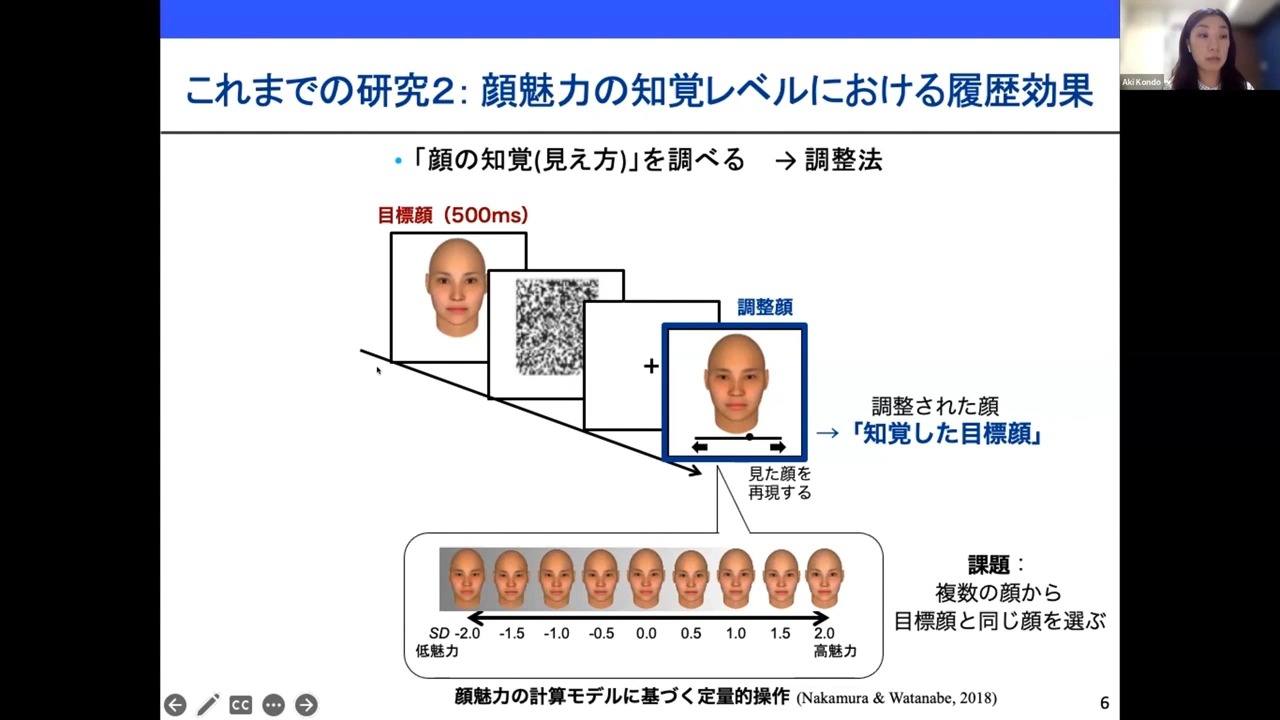 これまでの研究２：顔魅力の知覚レベルにおける履歴効果
Aki Kondo
・「顔の知覚(見え方)」を調べる　→ 調整法
目標顔（500ms）
調整顔
+
調整された顔
→「知覚した目標顔」
見た顔を
再現する
課題：
複数の顔から
目標顔と同じ顔を選ぶ
SD -2.0 -1.5 -1.0 -0.5 0.0 0.5 1.0 1.5 2.0
低魅力 高魅力
顔魅力の計算モデルに基づく定量的操作 (Nakamura & Watanabe, 2018)
CC
6